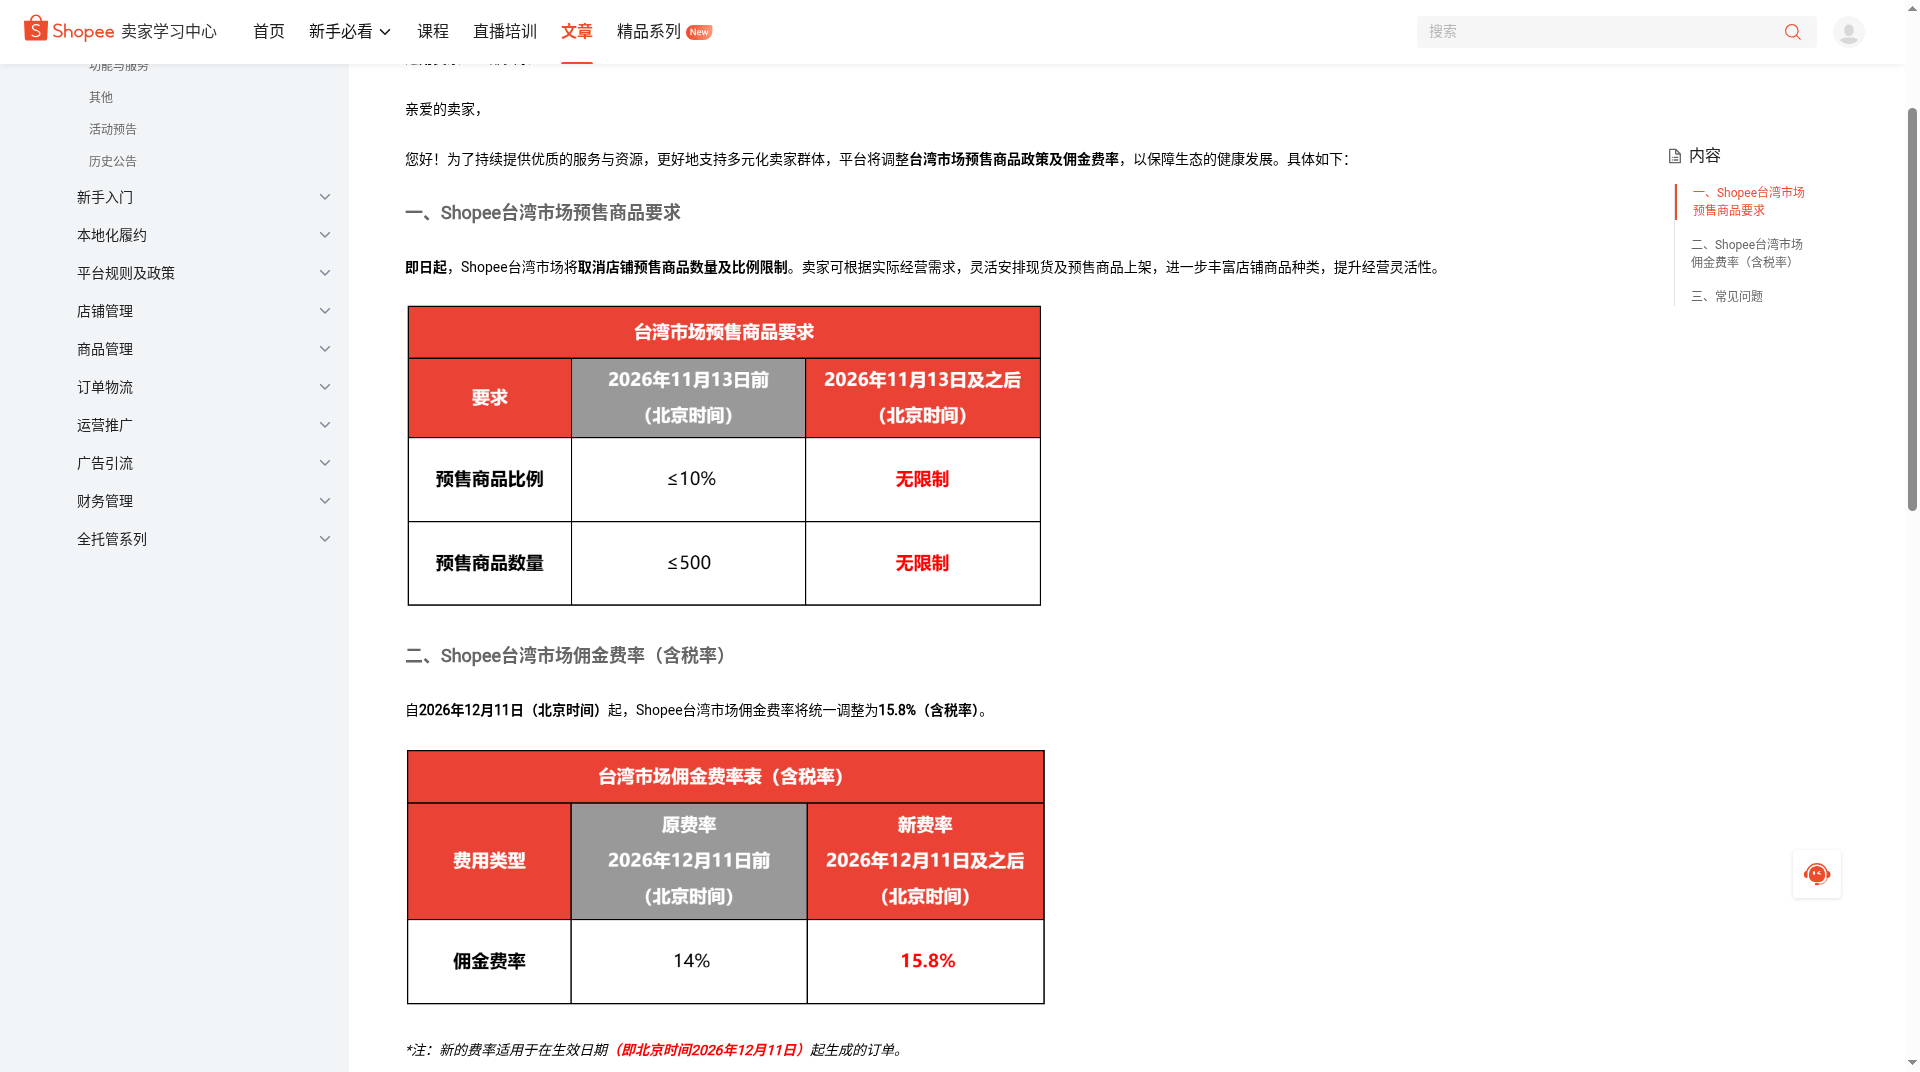 Shopee 卖家学习中心
首页
新手必看
课程
直播培训
文章
精品系列
New
搜索
功能与服务
其他
活动预告
历史公告
新手入门
本地化履约
平台规则及政策
店铺管理
商品管理
订单物流
运营推广
广告引流
财务管理
全托管系列
亲爱的卖家，
您好！为了持续提供优质的服务与资源，更好地支持多元化卖家群体，平台将调整台湾市场预售商品政策及佣金费率，以保障生态的健康发展。具体如下：
一、Shopee台湾市场预售商品要求
即日起，Shopee台湾市场将取消店铺预售商品数量及比例限制。卖家可根据实际经营需求，灵活安排现货及预售商品上架，进一步丰富店铺商品种类，提升经营灵活性。
台湾市场预售商品要求
要求
2026年11月13日前
（北京时间）
2026年11月13日及之后
（北京时间）
预售商品比例
≤10%
无限制
预售商品数量
≤500
无限制
二、Shopee台湾市场佣金费率（含税率）
自2026年12月11日（北京时间）起，Shopee台湾市场佣金费率将统一调整为15.8%（含税率）。
台湾市场佣金费率表（含税率）
费用类型
原费率
2026年12月11日前
（北京时间）
新费率
2026年12月11日及之后
（北京时间）
佣金费率
14%
15.8%
*注：新的费率适用于在生效日期（即北京时间2026年12月11日）起生成的订单。
内容
一、Shopee台湾市场
预售商品要求
二、Shopee台湾市场
佣金费率（含税率）
三、常见问题